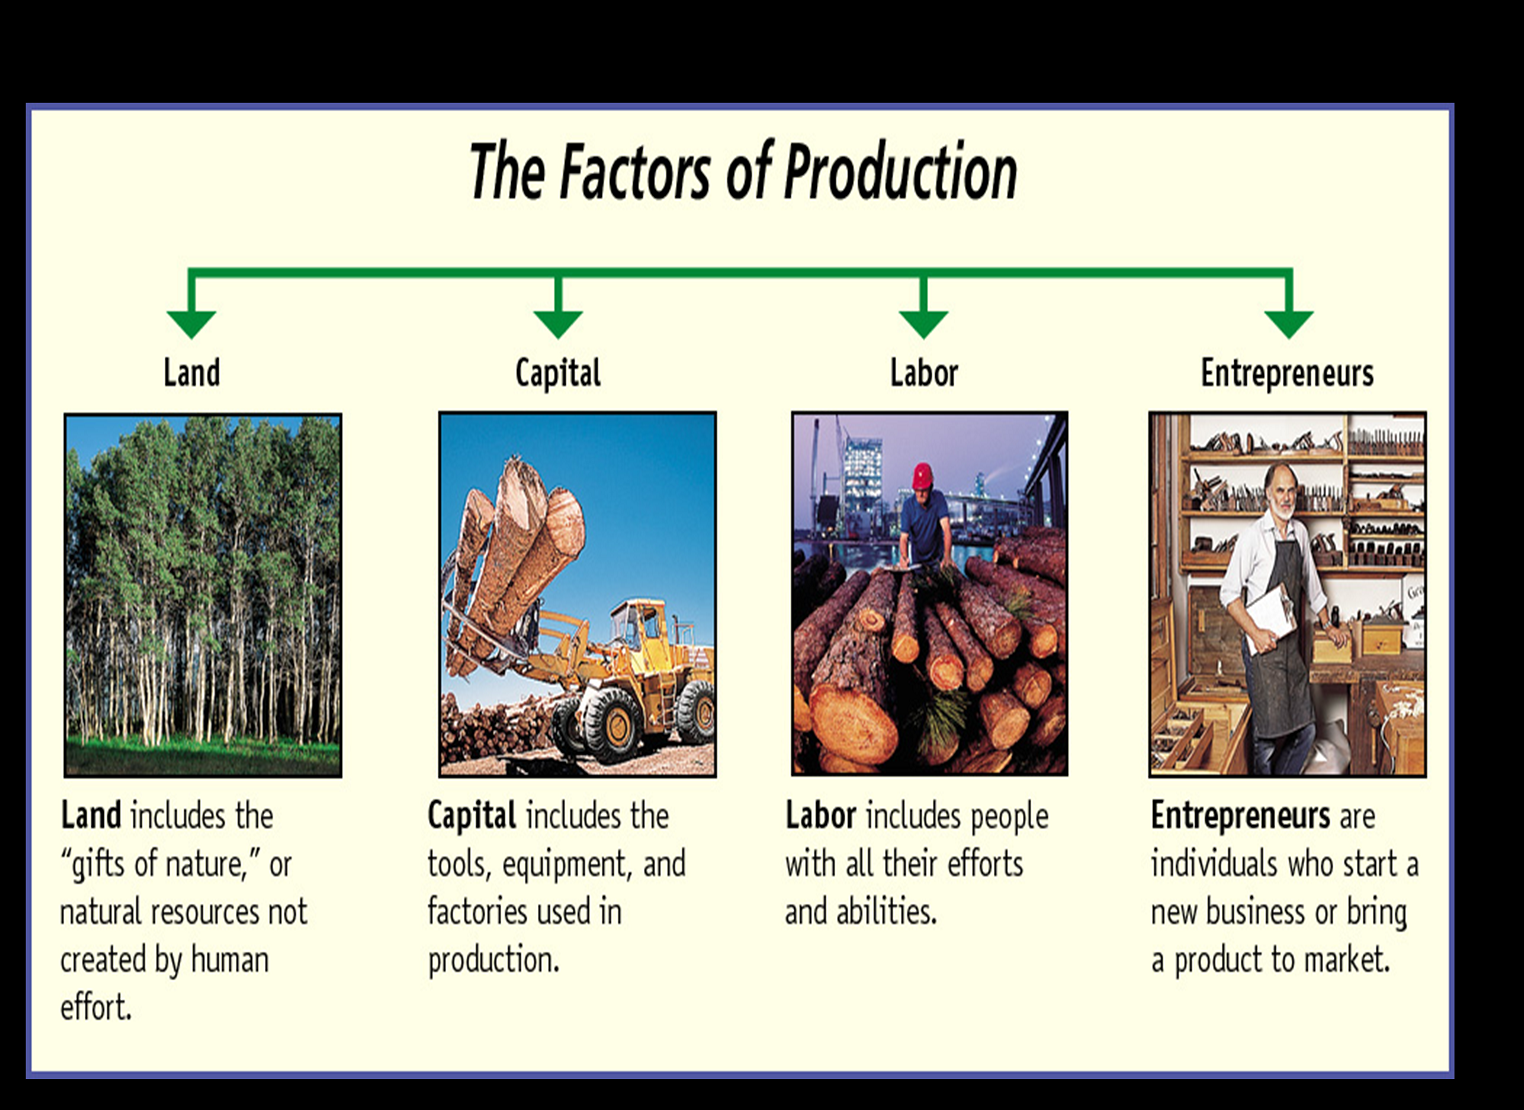 The Factors of Production
Land
Capital
Labor
Entrepreneurs
Land includes the
“gifts of nature,” or
natural resources not
created by human
effort.
Capital includes the
tools, equipment, and
factories used in
production.
Labor includes people
with all their efforts
and abilities.
Entrepreneurs are
individuals who start a
new business or bring
a product to market.